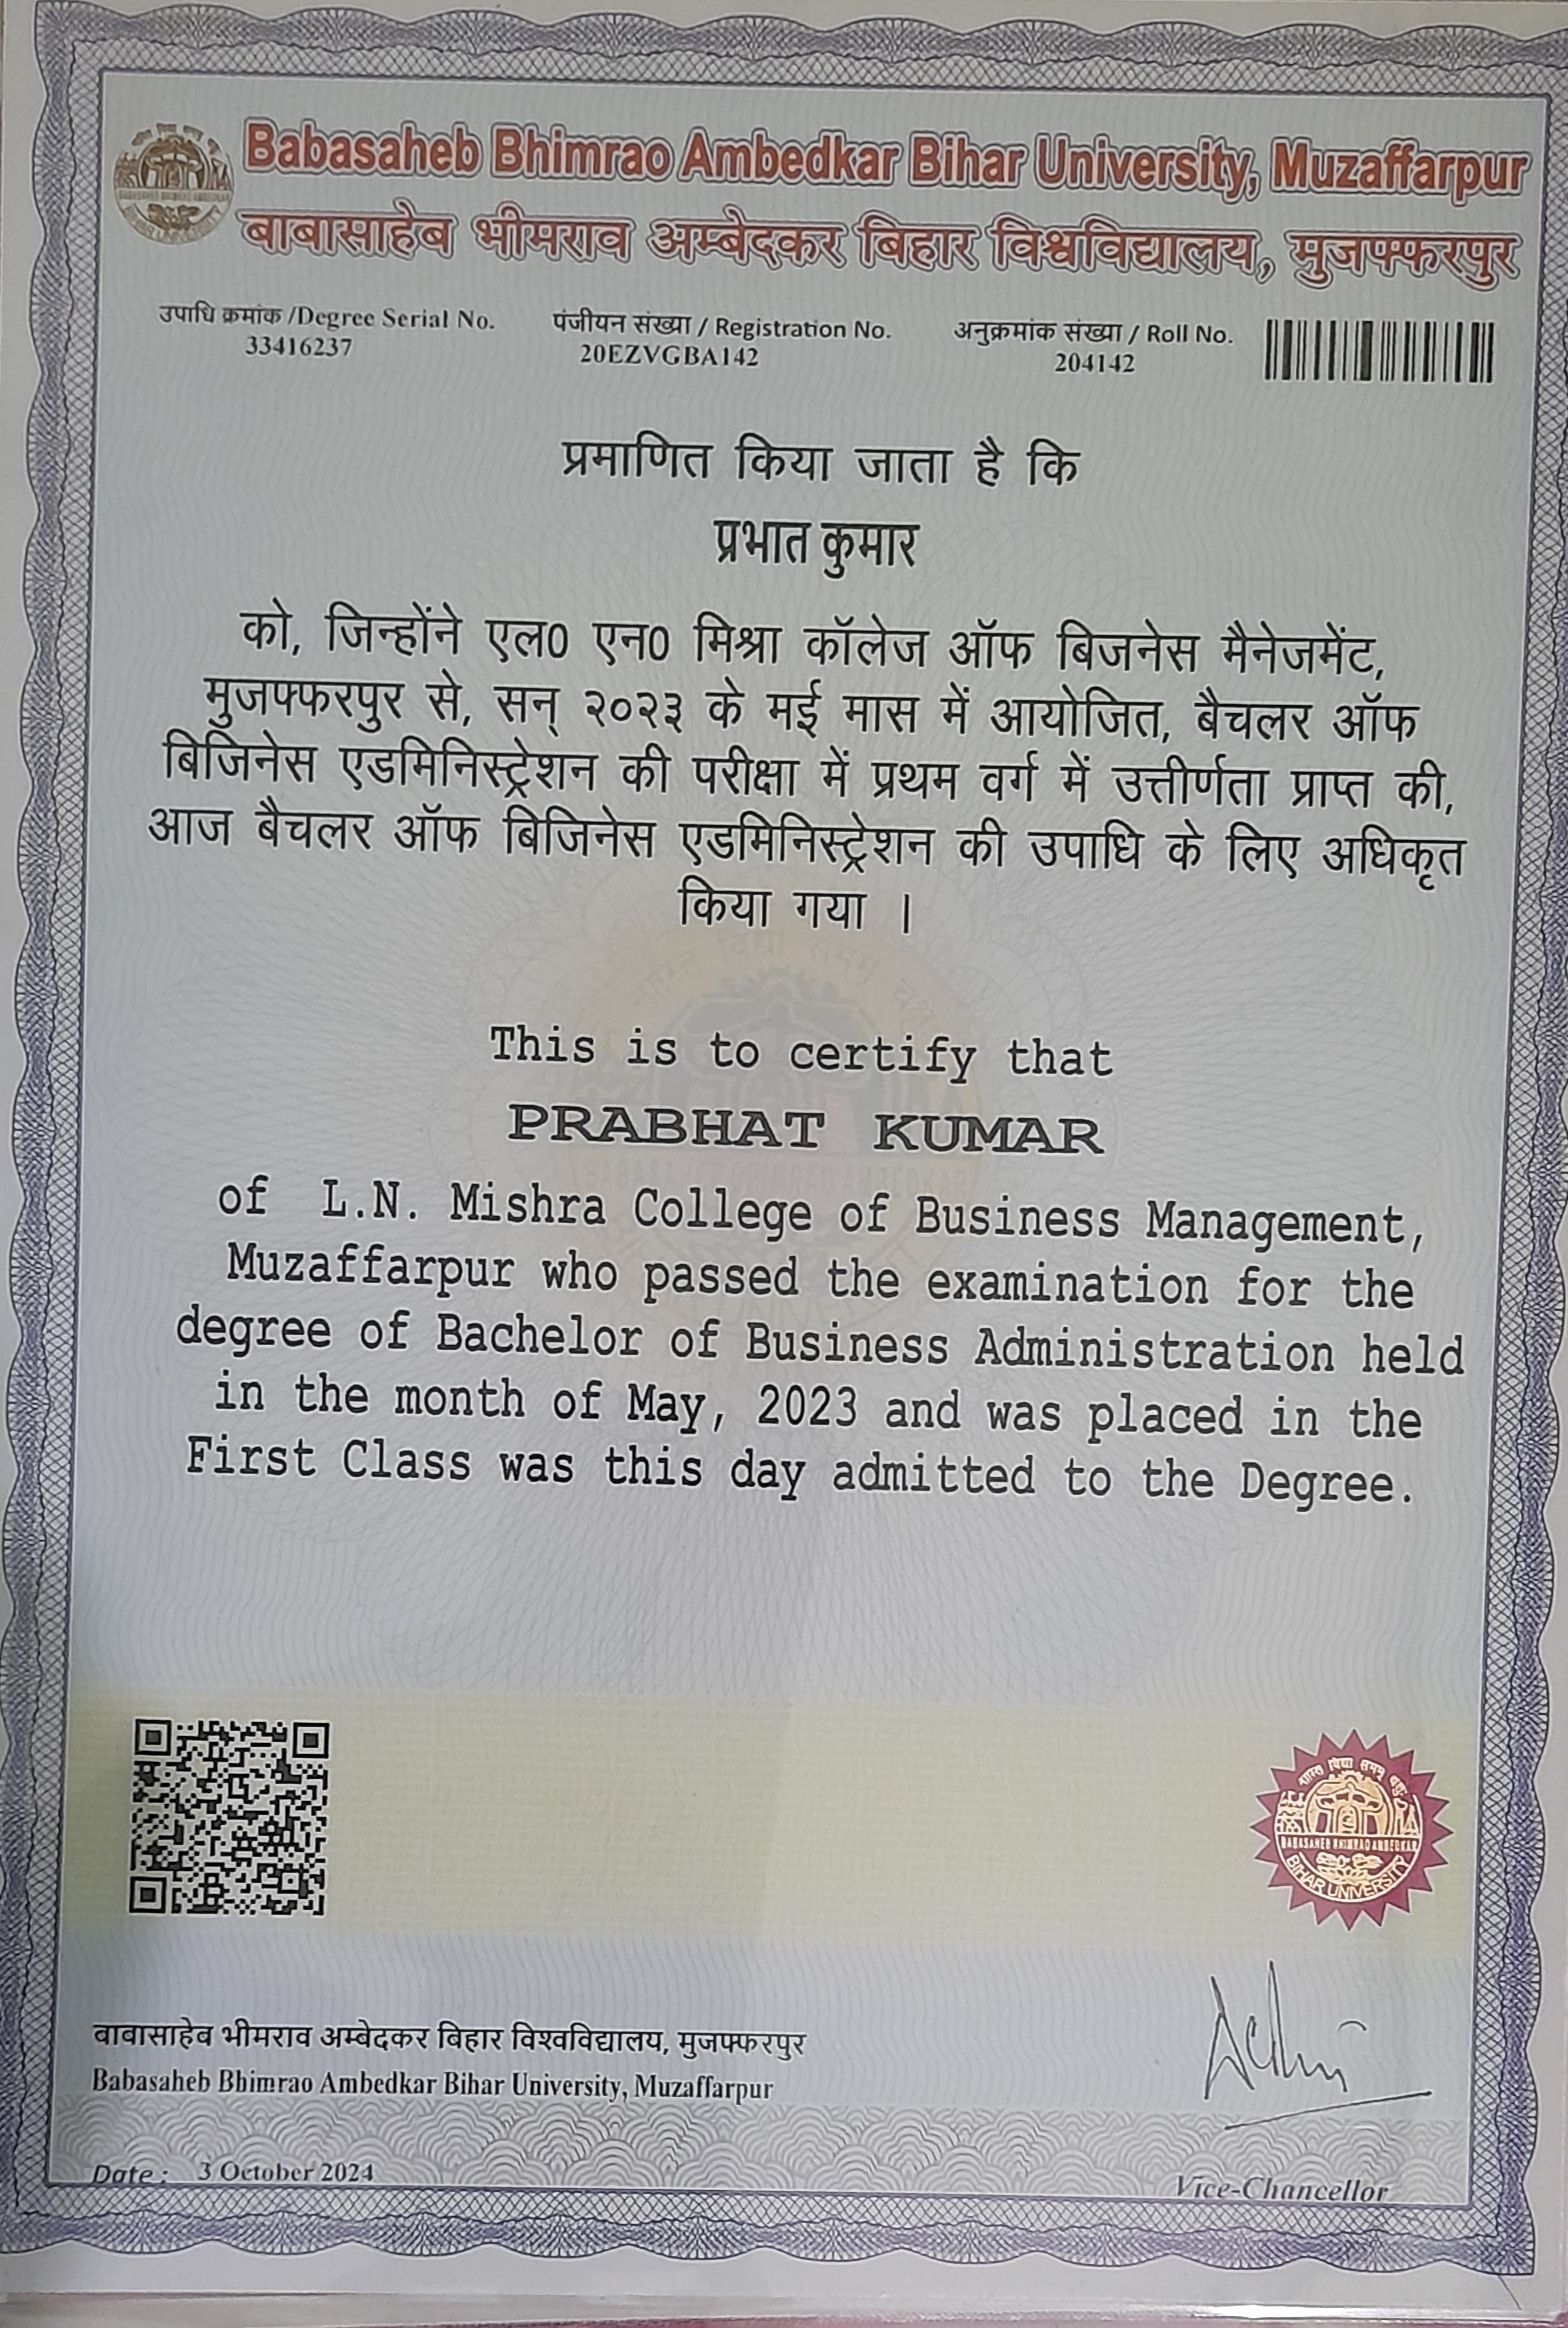 Babasaheb Bhimrao Ambedkar Bihar University, Muzaffarpur
बाबासाहेब भीमराव अम्बेदकर बिहार विश्वविद्यालय, मुजफ्फरपुर
उपाधि क्रमांक /Degree Serial No. पंजीयन संख्या / Registration No. अनुक्रमांक संख्या / Roll No.
33416237 20EZVGBA142 204142
प्रमाणित किया जाता है कि
प्रभात कुमार
को, जिन्होंने एल0 एन0 मिश्रा कॉलेज ऑफ बिजनेस मैनेजमेंट,
मुजफ्फरपुर से, सन् २०२३ के मई मास में आयोजित, बैचलर ऑफ
बिजिनेस एडमिनिस्ट्रेशन की परीक्षा में प्रथम वर्ग में उत्तीर्णता प्राप्त की,
आज बैचलर ऑफ बिजिनेस एडमिनिस्ट्रेशन की उपाधि के लिए अधिकृत
किया गया ।
This is to certify that
PRABHAT KUMAR
of L.N. Mishra College of Business Management,
Muzaffarpur who passed the examination for the
degree of Bachelor of Business Administration held
in the month of May, 2023 and was placed in the
First Class was this day admitted to the Degree.
BABASAHEB BHIMRAO AMBEDKAR
BIHAR UNIVERSITY
बाबासाहेब भीमराव अम्बेदकर बिहार विश्वविद्यालय, मुजफ्फरपुर
Babasaheb Bhimrao Ambedkar Bihar University, Muzaffarpur
Date : 3 October 2024
Vice-Chancellor